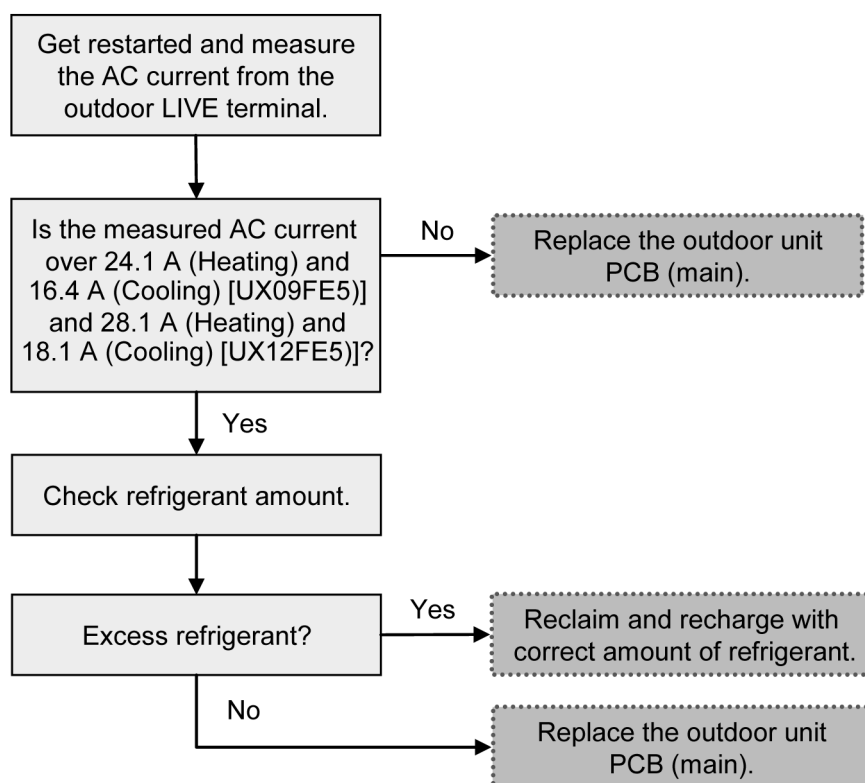 Get restarted and measure
the AC current from the
outdoor LIVE terminal.
Is the measured AC current
over 24.1 A (Heating) and
16.4 A (Cooling) [UX09FE5)]
and 28.1 A (Heating) and
18.1 A (Cooling) [UX12FE5)]?
No
Replace the outdoor unit
PCB (main).
Yes
Check refrigerant amount.
Excess refrigerant?
Yes
Reclaim and recharge with
correct amount of refrigerant.
No
Replace the outdoor unit
PCB (main).